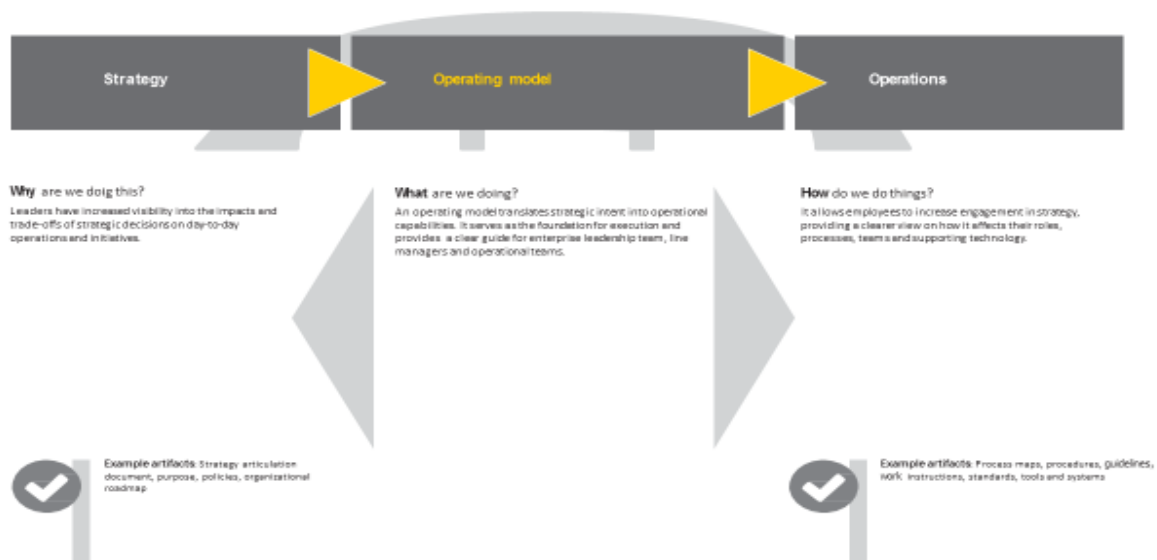 Strategy
Operating model
Operations
Why are we doig this?
Leaders have increased visibility into the impacts and
trade-offs of strategic decisions on day-to-day
operations and initiatives.
What are we doing?
An operating model translates strategic intent into operational
capabilities. It serves as the foundation for execution and
provides a clear guide for enterprise leadership team, line
managers and operational teams.
How do we do things?
It allows employees to increase engagement in strategy,
providing a clearer view on how it affects their roles,
processes, teams and supporting technology.
Example artifacts: Strategy articulation
document, purpose, policies, organizational
roadmap
Example artifacts: Process maps, procedures, guidelines,
work instructions, standards, tools and systems